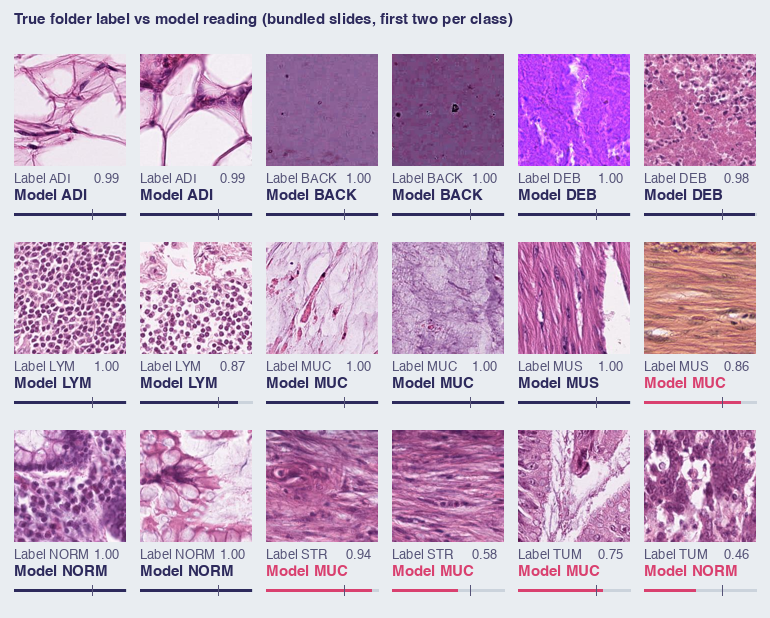 True folder label vs model reading (bundled slides, first two per class)
Label ADI 0.99 Label ADI 0.99 Label BACK 1.00 Label BACK 1.00 Label DEB 1.00 Label DEB 0.98
Model ADI Model ADI Model BACK Model BACK Model DEB Model DEB
Label LYM 1.00 Label LYM 0.87 Label MUC 1.00 Label MUC 1.00 Label MUS 1.00 Label MUS 0.86
Model LYM Model LYM Model MUC Model MUC Model MUS Model MUC
Label NORM 1.00 Label NORM 1.00 Label STR 0.94 Label STR 0.58 Label TUM 0.75 Label TUM 0.46
Model NORM Model NORM Model MUC Model MUC Model MUC Model NORM